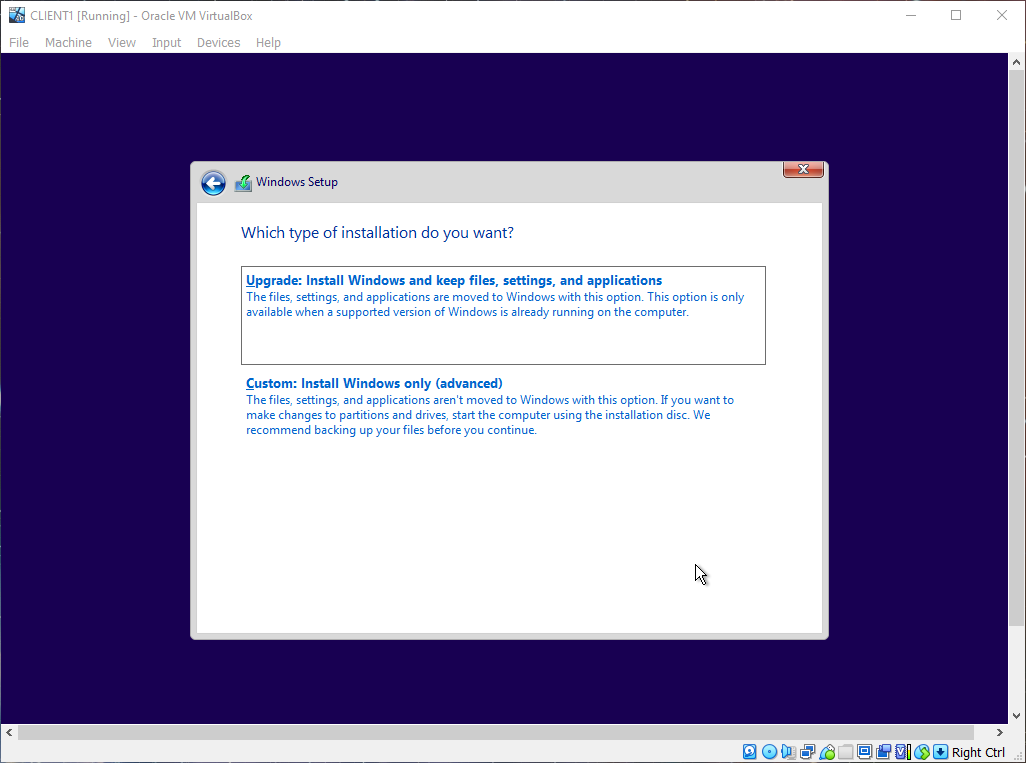 CLIENT1 [Running] - Oracle VM VirtualBox
File Machine View Input Devices Help
Windows Setup
Which type of installation do you want?
Upgrade: Install Windows and keep files, settings, and applications
The files, settings, and applications are moved to Windows with this option. This option is only
available when a supported version of Windows is already running on the computer.
Custom: Install Windows only (advanced)
The files, settings, and applications aren't moved to Windows with this option. If you want to
make changes to partitions and drives, start the computer using the installation disc. We
recommend backing up your files before you continue.
Right Ctrl